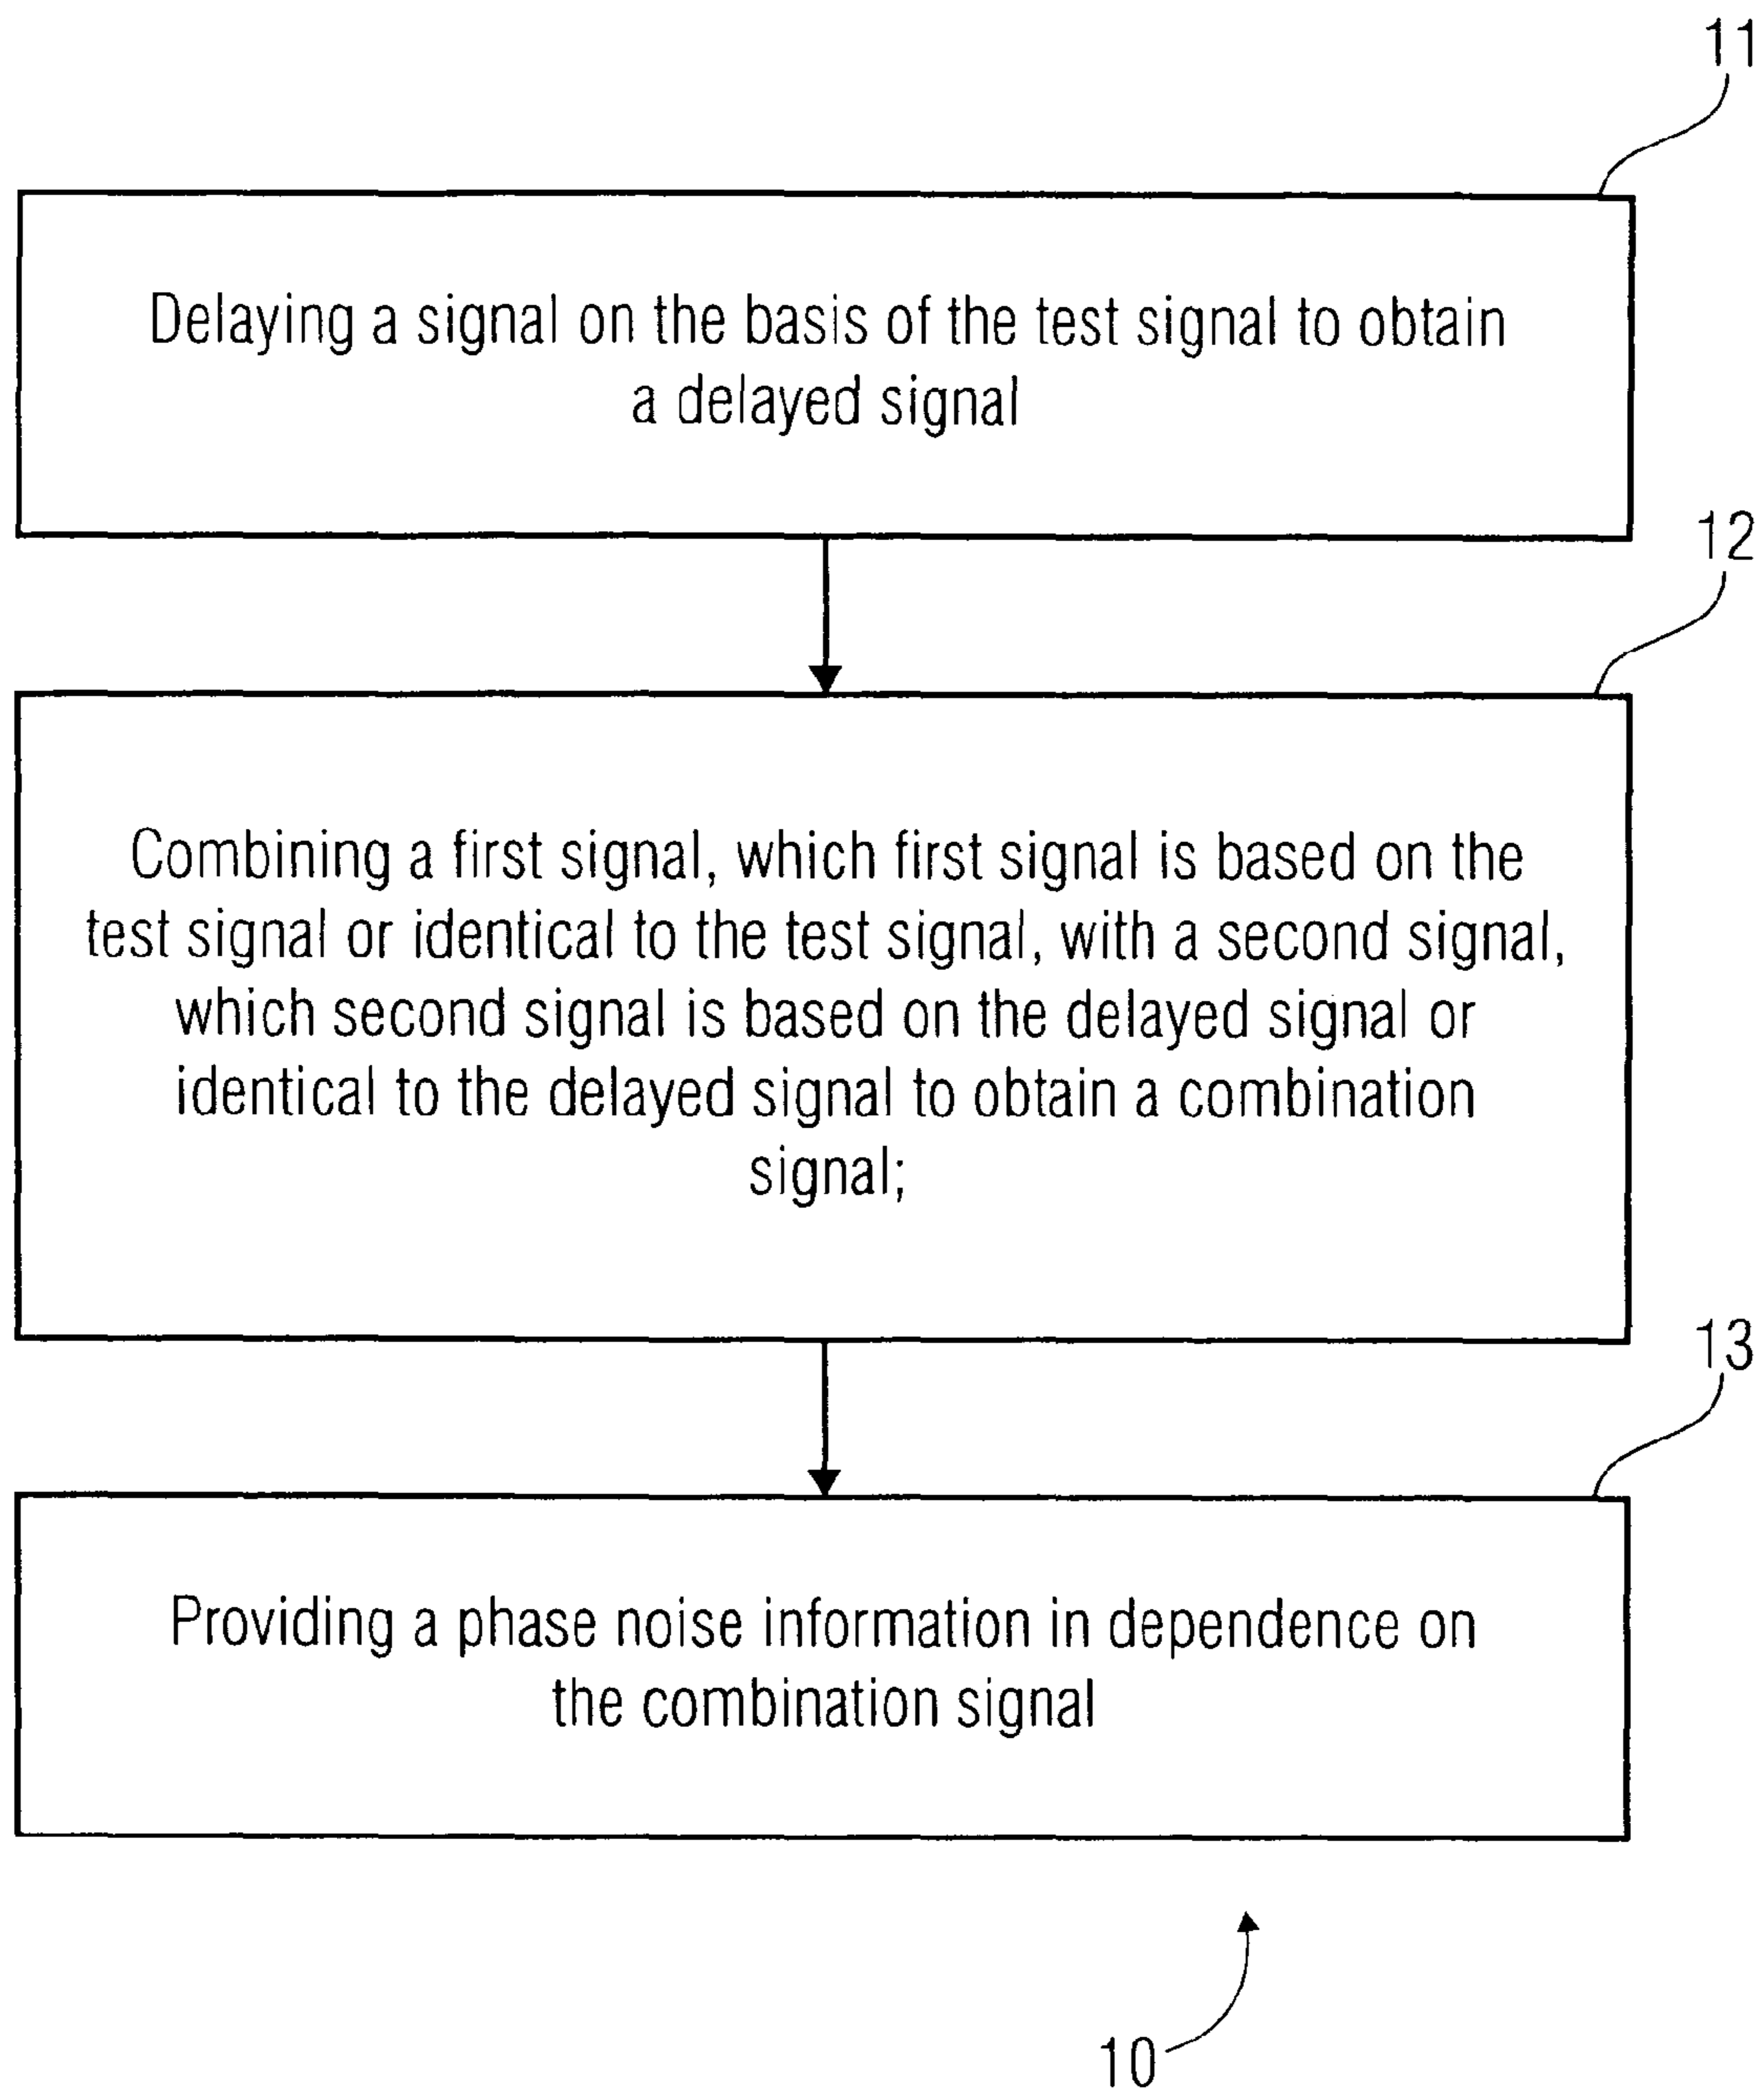 11
Delaying a signal on the basis of the test signal to obtain
a delayed signal
12
Combining a first signal, which first signal is based on the
test signal or identical to the test signal, with a second signal,
which second signal is based on the delayed signal or
identical to the delayed signal to obtain a combination
signal;
13
Providing a phase noise information in dependence on
the combination signal
10